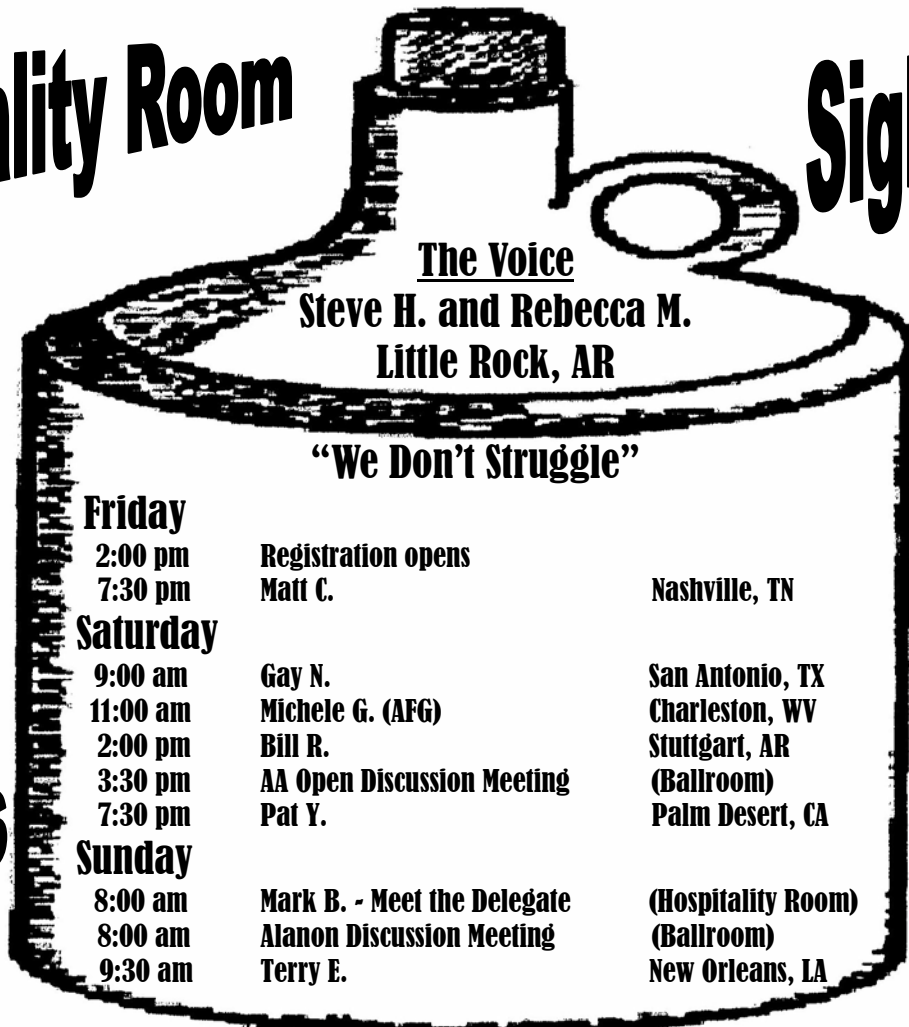 Room
The Voice
Steve H. and Rebecca M.
Little Rock, AR
“We Don’t Struggle”
Friday
2:00 pm Registration opens
7:30 pm Matt C. Nashville, TN
Saturday
9:00 am Gay N. San Antonio, TX
11:00 am Michele G. (AFG) Charleston, WV
2:00 pm Bill R. Stuttgart, AR
3:30 pm AA Open Discussion Meeting (Ballroom)
7:30 pm Pat Y. Palm Desert, CA
Sunday
8:00 am Mark B. - Meet the Delegate (Hospitality Room)
8:00 am Alanon Discussion Meeting (Ballroom)
9:30 am Terry E. New Orleans, LA